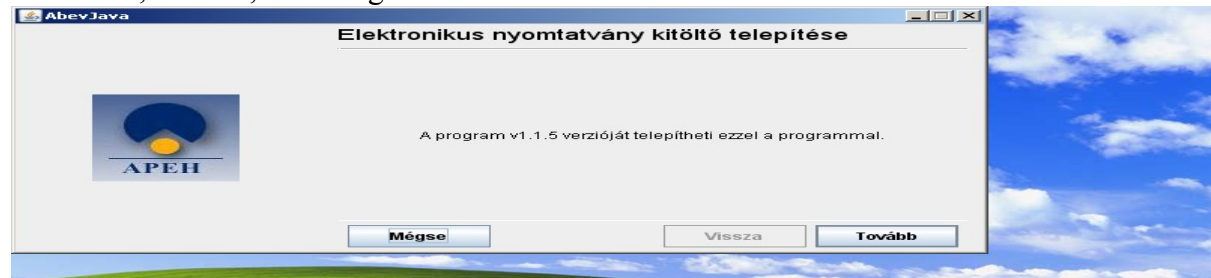 AbevJava
Elektronikus nyomtatvány kitöltő telepítése
A program v1.1.5 verzióját telepítheti ezzel a programmal.
APEH
Mégse
Vissza
Tovább